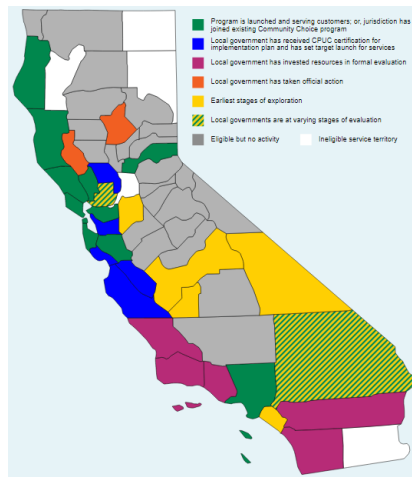 Program is launched and serving customers; or, jurisdiction has
joined existing Community Choice program
Local government has received CPUC certification for
implementation plan and has set target launch for services
Local government has invested resources in formal evaluation
Local government has taken official action
Earliest stages of exploration
Local governments are at varying stages of evaluation
Eligible but no activity
Ineligible service territory